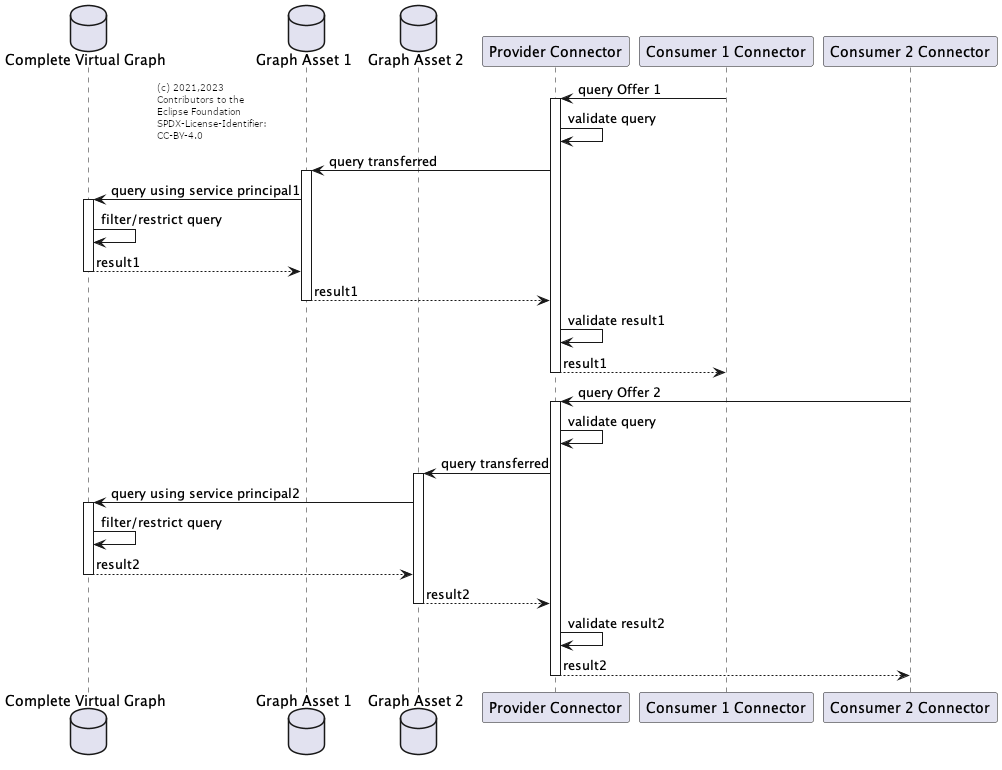 Complete Virtual Graph
Graph Asset 1
Graph Asset 2
Provider Connector
Consumer 1 Connector
Consumer 2 Connector
(c) 2021,2023
Contributors to the
Eclipse Foundation
SPDX-License-Identifier:
CC-BY-4.0
query Offer 1
validate query
query transferred
query using service principal1
filter/restrict query
result1
result1
validate result1
result1
query Offer 2
validate query
query transferred
query using service principal2
filter/restrict query
result2
result2
validate result2
result2
Complete Virtual Graph
Graph Asset 1
Graph Asset 2
Provider Connector
Consumer 1 Connector
Consumer 2 Connector